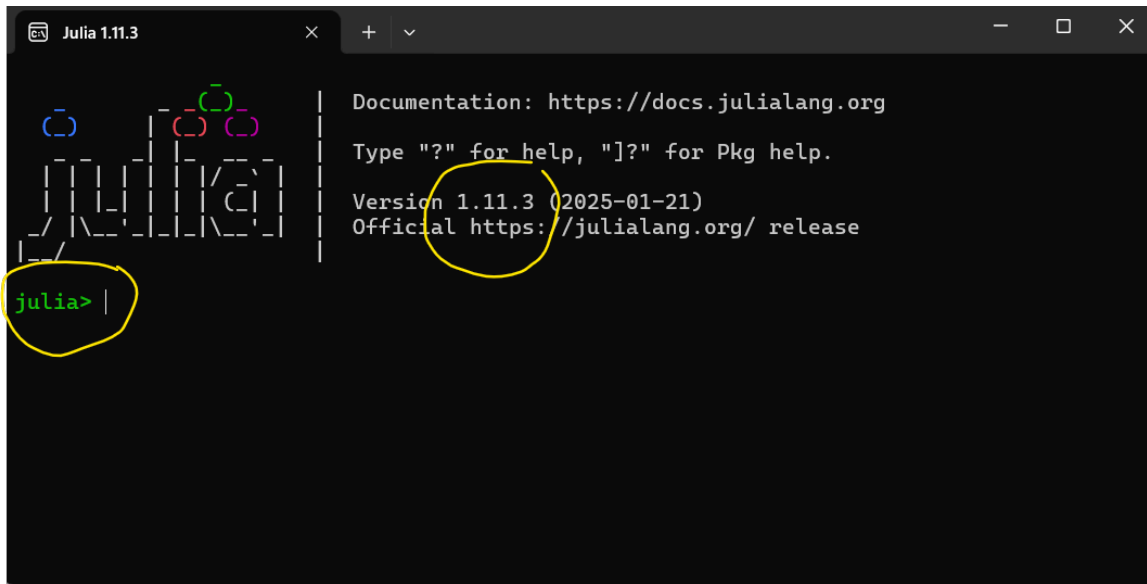 Julia 1.11.3
Documentation: https://docs.julialang.org
Type "?" for help, "]?" for Pkg help.
Version 1.11.3 (2025-01-21)
Official https://julialang.org/ release
julia>